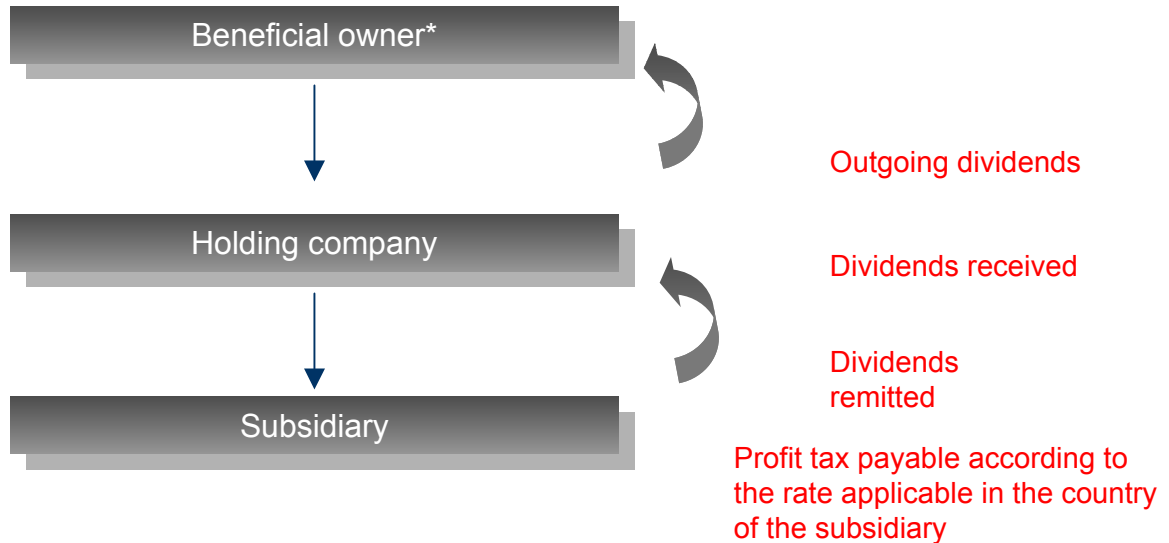 Beneficial owner*
Outgoing dividends
Holding company
Dividends received
Dividends
remitted
Subsidiary
Profit tax payable according to
the rate applicable in the country
of the subsidiary